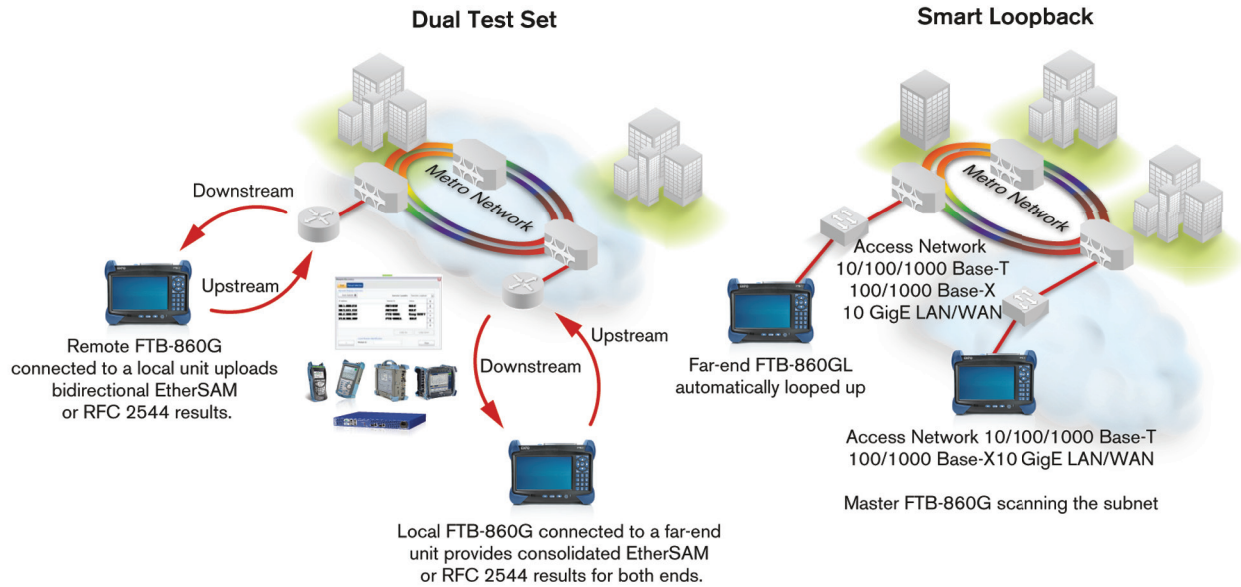 Dual Test Set
Metro Network
Downstream
Upstream
Remote FTB-860G
connected to a local unit uploads
bidirectional EtherSAM
or RFC 2544 results.
Downstream
Upstream
Local FTB-860G connected to a far-end
unit provides consolidated EtherSAM
or RFC 2544 results for both ends.
Smart Loopback
Metro Network
Access Network
10/100/1000 Base-T
100/1000 Base-X
10 GigE LAN/WAN
Far-end FTB-860GL
automatically looped up
Access Network 10/100/1000 Base-T
100/1000 Base-X10 GigE LAN/WAN
Master FTB-860G scanning the subnet